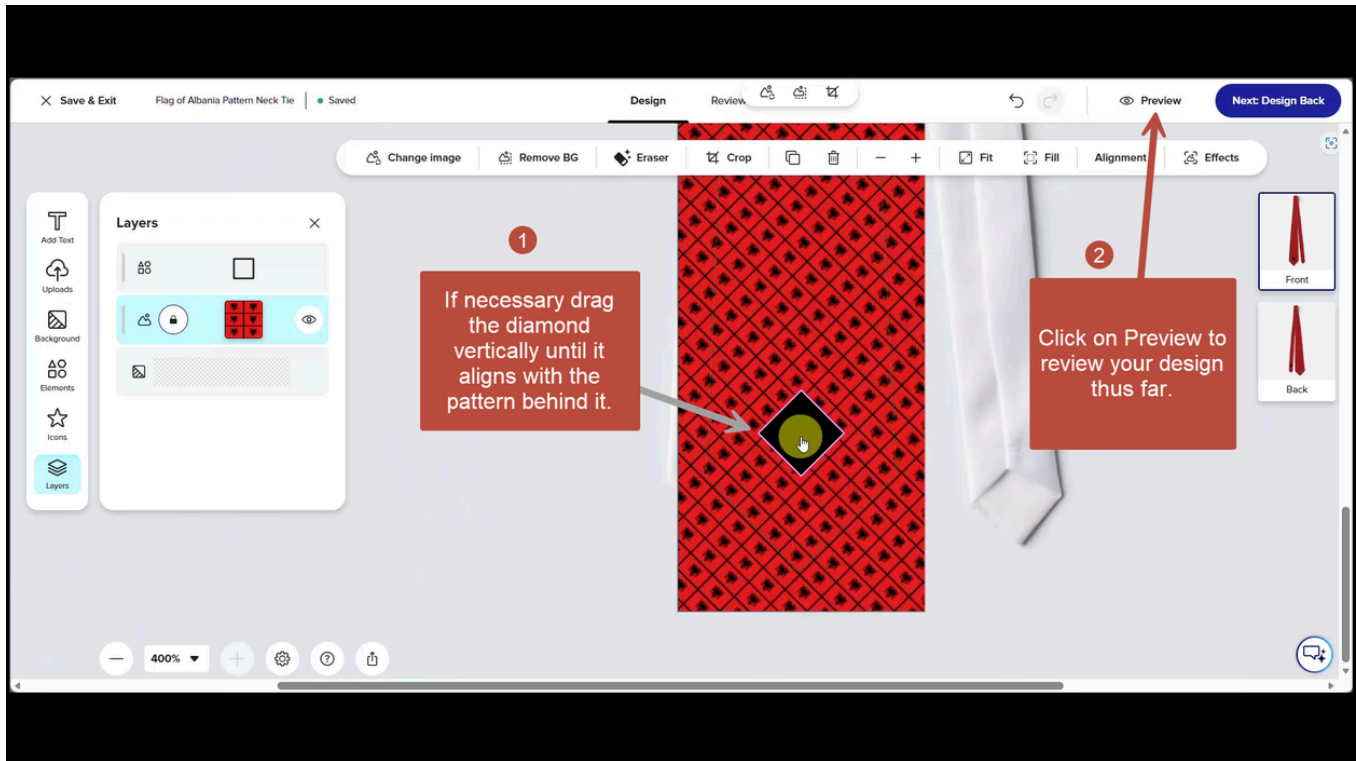 Save & Exit
Flag of Albania Pattern Neck Tie
Saved
Design
Review
Preview
Next: Design Back
Change image
Remove BG
Eraser
Crop
Fit
Fill
Alignment
Effects
Add Text
Uploads
Background
Elements
Icons
Layers
Layers
1
If necessary drag
the diamond
vertically until it
aligns with the
pattern behind it.
2
Click on Preview to
review your design
thus far.
Front
Back
400%